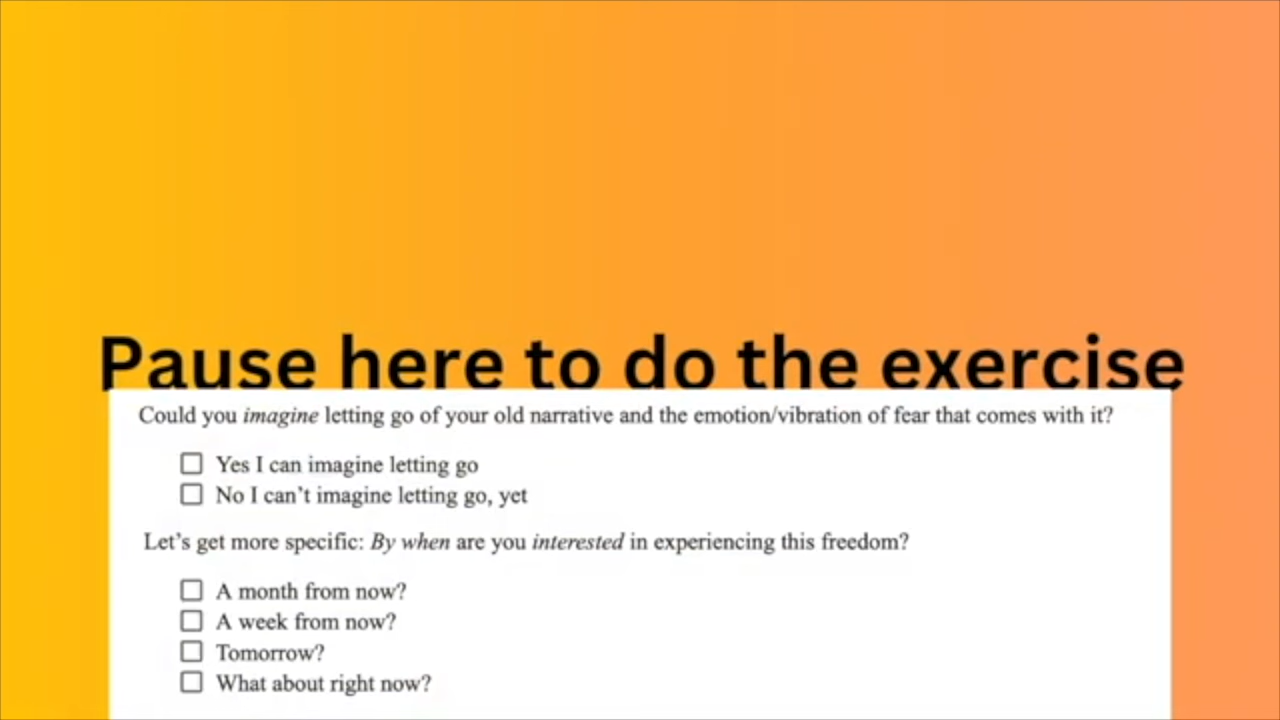 Pause here to do the exercise
Could you imagine letting go of your old narrative and the emotion/vibration of fear that comes with it?
Yes I can imagine letting go
No I can’t imagine letting go, yet
Let’s get more specific: By when are you interested in experiencing this freedom?
A month from now?
A week from now?
Tomorrow?
What about right now?